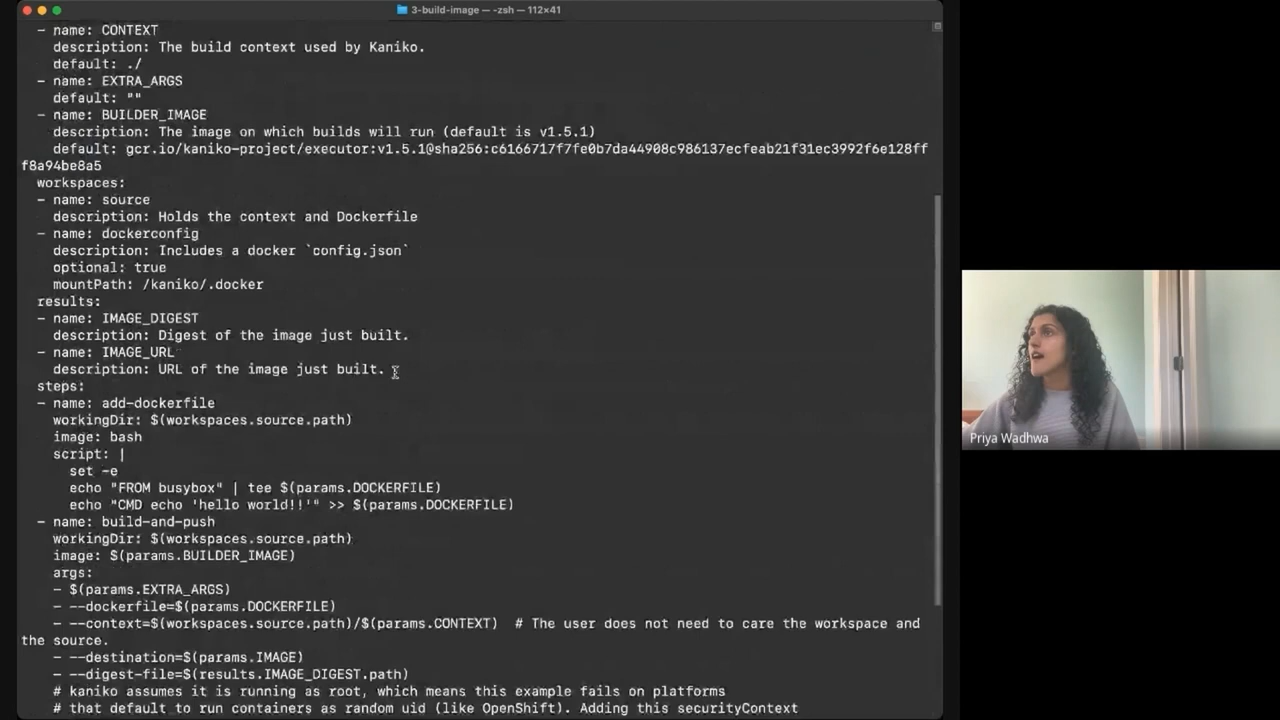 3-build-image — -zsh — 112×41
- name: CONTEXT
description: The build context used by Kaniko.
default: ./
- name: EXTRA_ARGS
default: ""
- name: BUILDER_IMAGE
description: The image on which builds will run (default is v1.5.1)
default: gcr.io/kaniko-project/executor:v1.5.1@sha256:c6166717f7fe0b7da44908c986137ecfeab21f31ec3992f6e128ff
f8a94be8a5
workspaces:
- name: source
description: Holds the context and Dockerfile
- name: dockerconfig
description: Includes a docker `config.json`
optional: true
mountPath: /kaniko/.docker
results:
- name: IMAGE_DIGEST
description: Digest of the image just built.
- name: IMAGE_URL
description: URL of the image just built.
steps:
- name: add-dockerfile
workingDir: $(workspaces.source.path)
image: bash
script: |
set -e
echo "FROM busybox" | tee $(params.DOCKERFILE)
echo "CMD echo 'hello world!!'" >> $(params.DOCKERFILE)
- name: build-and-push
workingDir: $(workspaces.source.path)
image: $(params.BUILDER_IMAGE)
args:
- $(params.EXTRA_ARGS)
- --dockerfile=$(params.DOCKERFILE)
- --context=$(workspaces.source.path)/$(params.CONTEXT)  # The user does not need to care the workspace and
the source.
- --destination=$(params.IMAGE)
- --digest-file=$(results.IMAGE_DIGEST.path)
# kaniko assumes it is running as root, which means this example fails on platforms
# that default to run containers as random uid (like OpenShift). Adding this securityContext
Priya Wadhwa